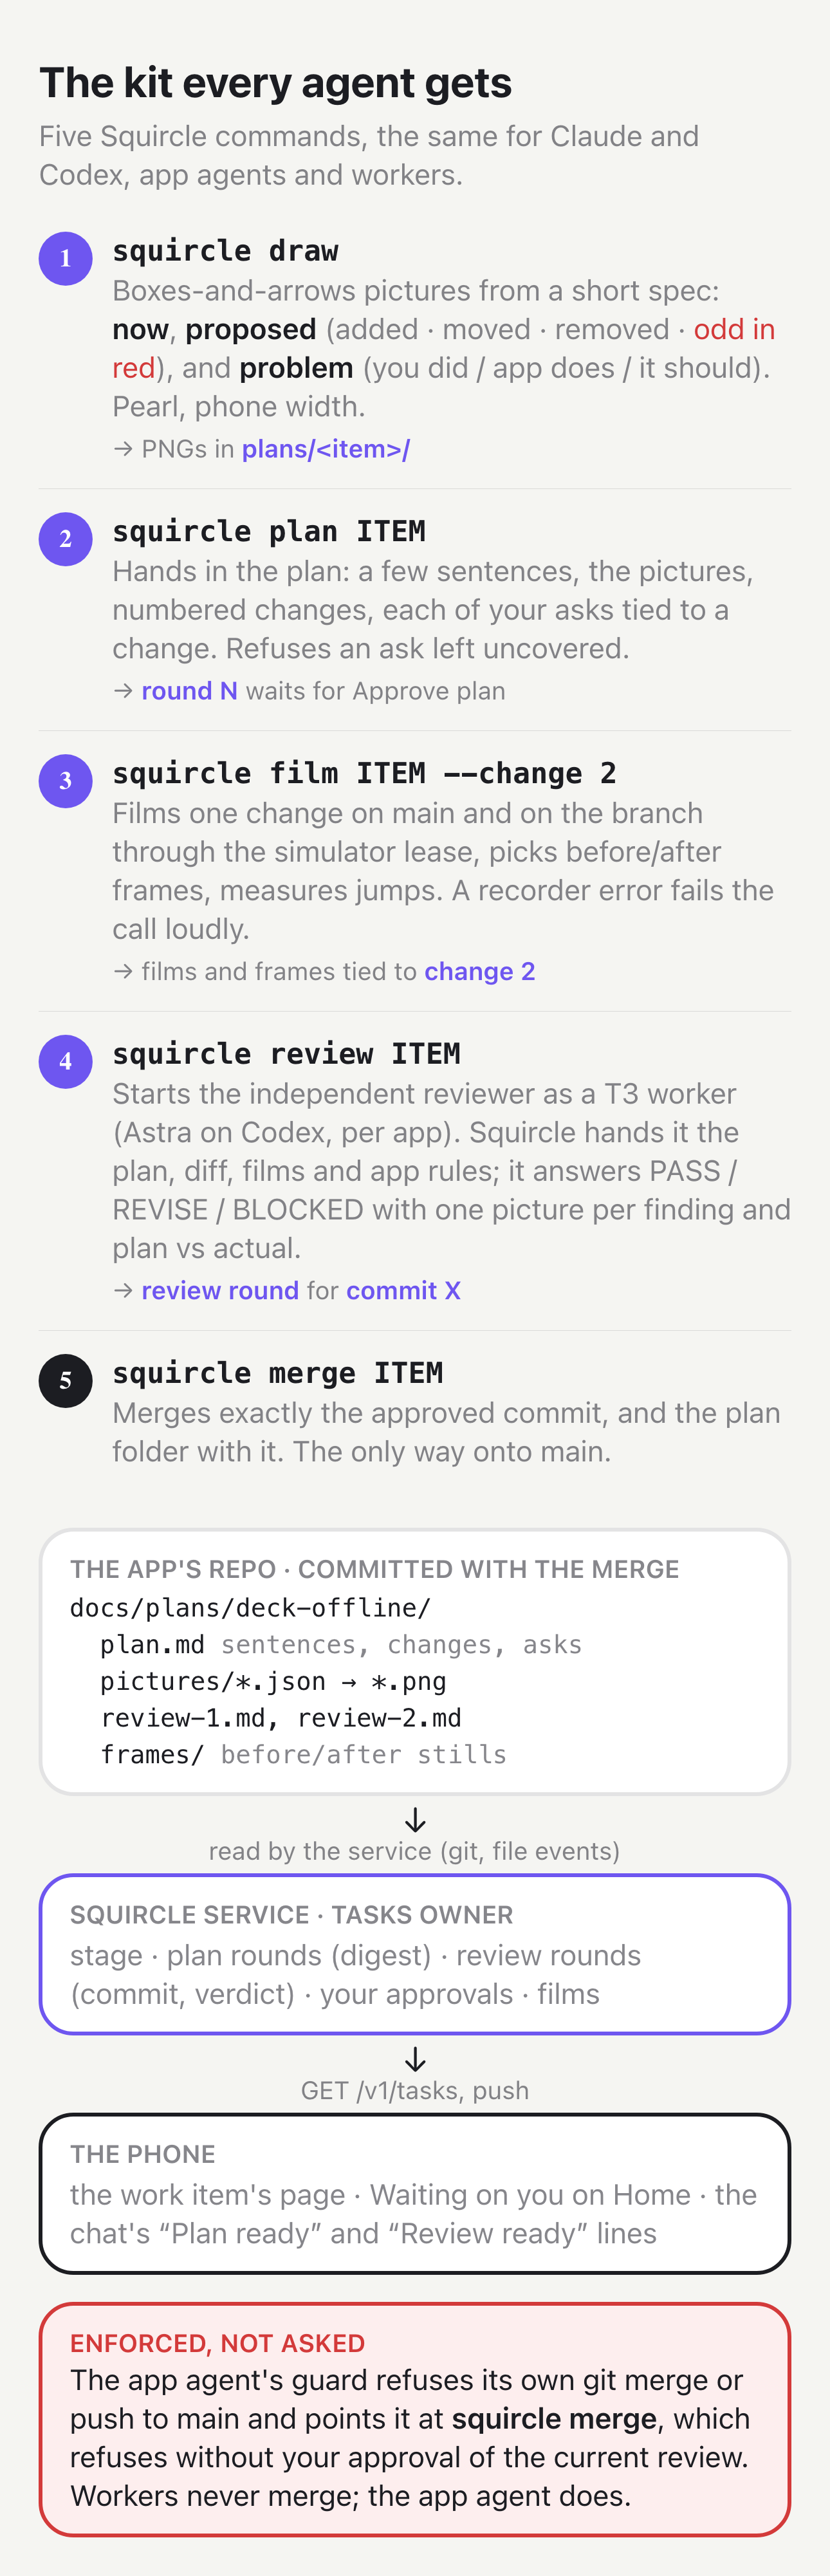 The kit every agent gets
Five Squircle commands, the same for Claude and
Codex, app agents and workers.
1
squircle draw
Boxes-and-arrows pictures from a short spec:
now, proposed (added · moved · removed · odd in
red), and problem (you did / app does / it should).
Pearl, phone width.
→ PNGs in plans/<item>/
2
squircle plan ITEM
Hands in the plan: a few sentences, the pictures,
numbered changes, each of your asks tied to a
change. Refuses an ask left uncovered.
→ round N waits for Approve plan
3
squircle film ITEM --change 2
Films one change on main and on the branch
through the simulator lease, picks before/after
frames, measures jumps. A recorder error fails the
call loudly.
→ films and frames tied to change 2
4
squircle review ITEM
Starts the independent reviewer as a T3 worker
(Astra on Codex, per app). Squircle hands it the
plan, diff, films and app rules; it answers PASS /
REVISE / BLOCKED with one picture per finding and
plan vs actual.
→ review round for commit X
5
squircle merge ITEM
Merges exactly the approved commit, and the plan
folder with it. The only way onto main.
THE APP'S REPO · COMMITTED WITH THE MERGE
docs/plans/deck-offline/
plan.md sentences, changes, asks
pictures/*.json → *.png
review-1.md, review-2.md
frames/ before/after stills
↓
read by the service (git, file events)
SQUIRCLE SERVICE · TASKS OWNER
stage · plan rounds (digest) · review rounds
(commit, verdict) · your approvals · films
↓
GET /v1/tasks, push
THE PHONE
the work item's page · Waiting on you on Home · the
chat's “Plan ready” and “Review ready” lines
ENFORCED, NOT ASKED
The app agent's guard refuses its own git merge or
push to main and points it at squircle merge, which
refuses without your approval of the current review.
Workers never merge; the app agent does.